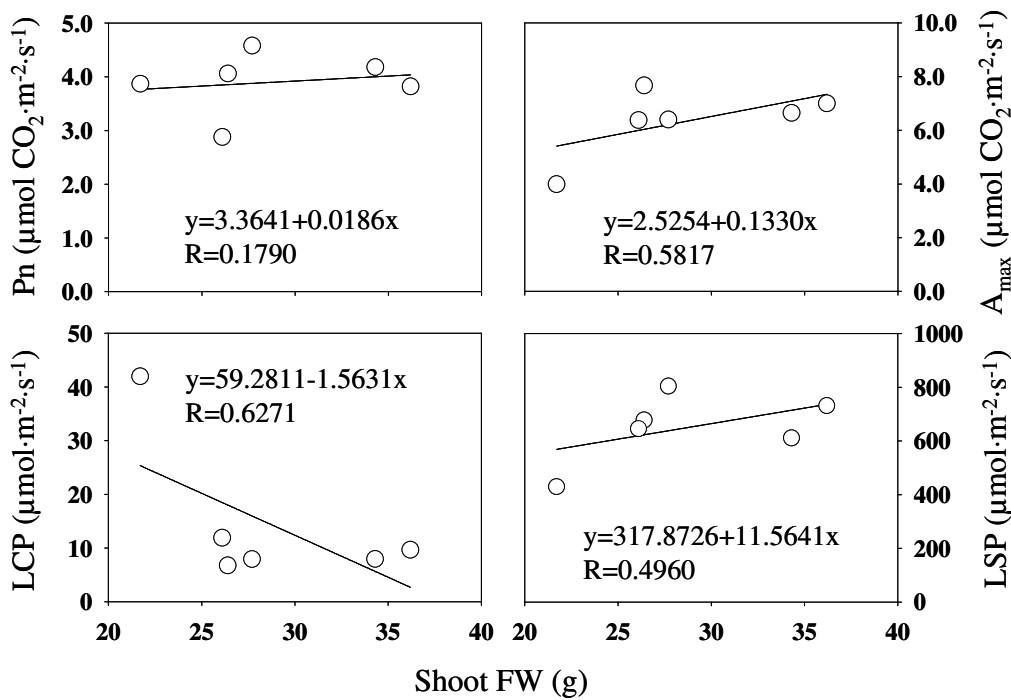 5.0
4.0
3.0
2.0
1.0
0.0
Pn (μmol CO₂·m⁻²·s⁻¹)
y=3.3641+0.0186x
R=0.1790
10.0
8.0
6.0
4.0
2.0
0.0
Aₘₐₓ (μmol CO₂·m⁻²·s⁻¹)
y=2.5254+0.1330x
R=0.5817
50
40
30
20
10
0
LCP (μmol·m⁻²·s⁻¹)
y=59.2811-1.5631x
R=0.6271
20 25 30 35 40
1000
800
600
400
200
0
LSP (μmol·m⁻²·s⁻¹)
y=317.8726+11.5641x
R=0.4960
20 25 30 35 40
Shoot FW (g)